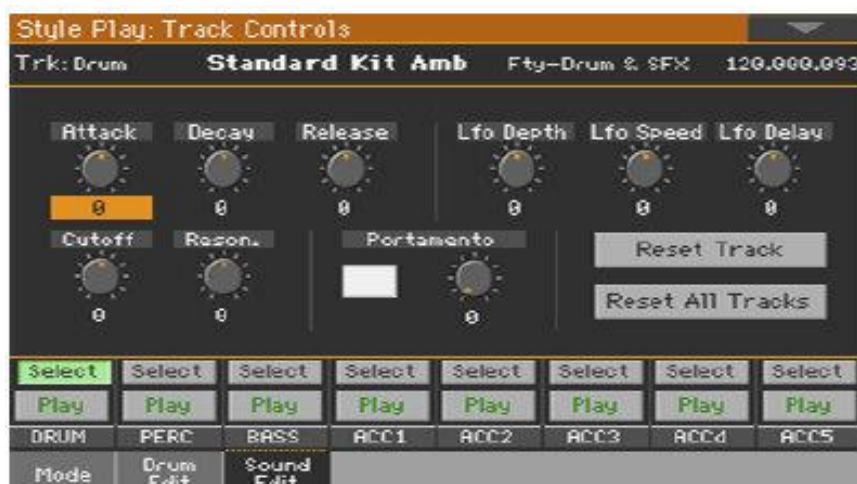 Style Play: Track Controls
Trk:Drum Standard Kit Amb Fty-Drum & SFX 120.000.093
Attack Decay Release Lfo Depth Lfo Speed Lfo Delay
0 0 0 0 0 0
Cutoff Reson. Portamento
Reset Track
0 0 0
Reset All Tracks
Select Select Select Select Select Select Select Select
Play Play Play Play Play Play Play Play
DRUM PERC BASS ACC1 ACC2 ACC3 ACC4 ACC5
Mode Drum Edit Sound Edit